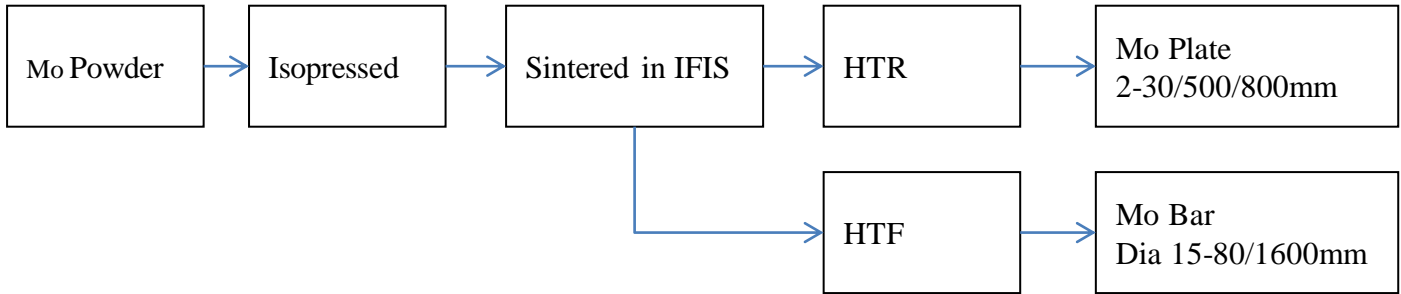 Mo Powder
Isopressed
Sintered in IFIS
HTR
Mo Plate
2-30/500/800mm
HTF
Mo Bar
Dia 15-80/1600mm